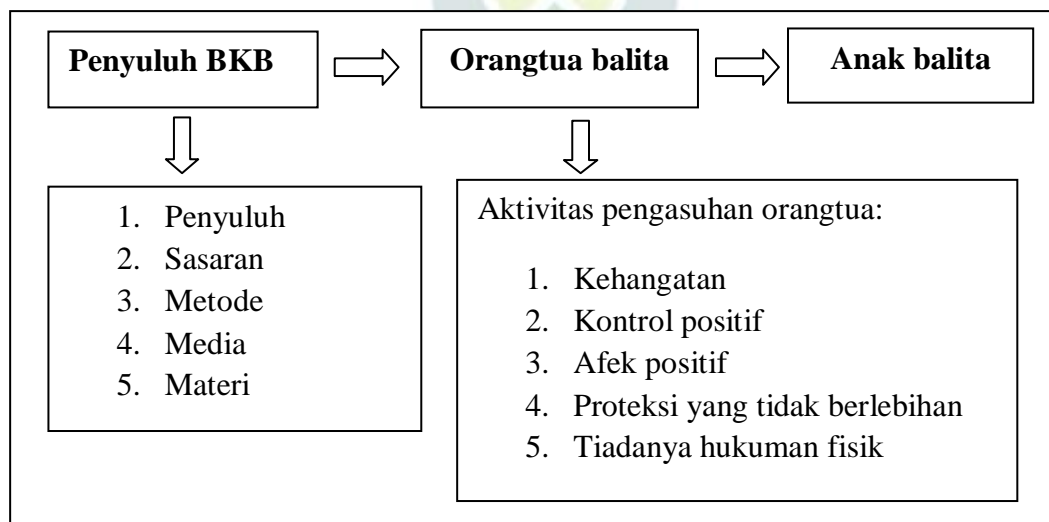 Penyuluh BKB
Orangtua balita
Anak balita
1. Penyuluh
2. Sasaran
3. Metode
4. Media
5. Materi
Aktivitas pengasuhan orangtua:
1. Kehangatan
2. Kontrol positif
3. Afek positif
4. Proteksi yang tidak berlebihan
5. Tiadanya hukuman fisik